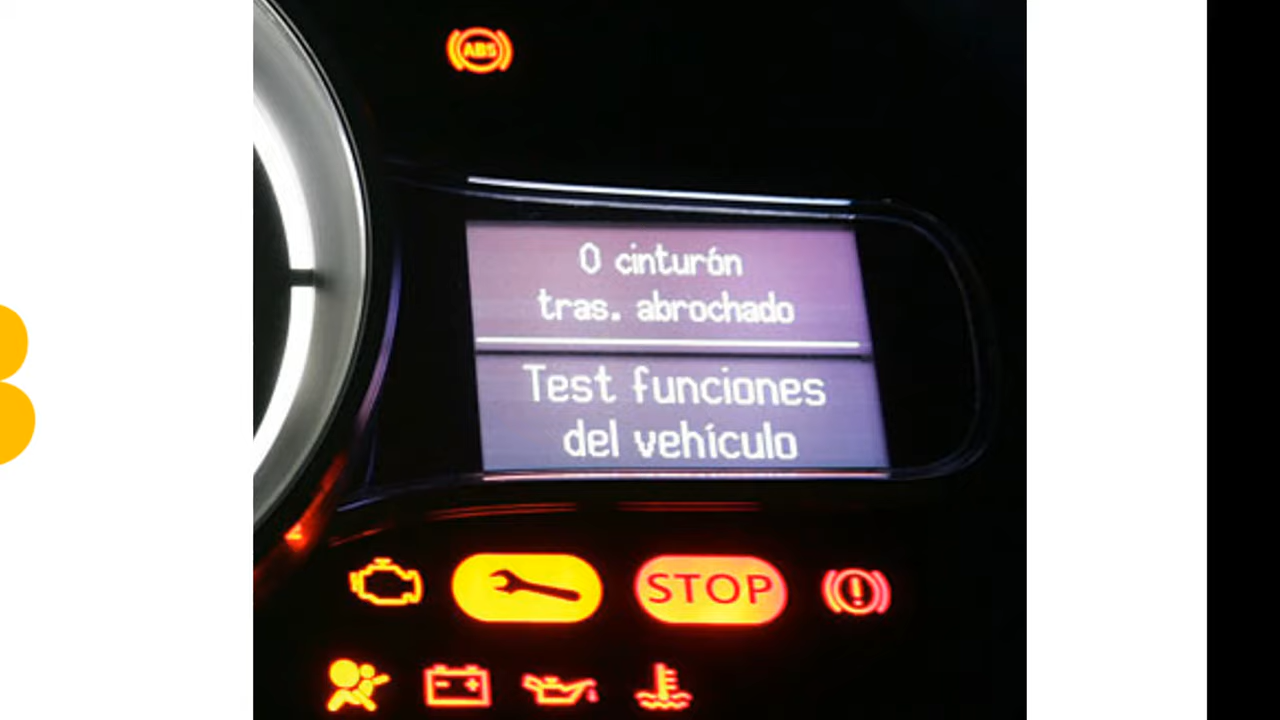 ABS
0 cinturón
tras. abrochado
Test funciones
del vehículo
STOP